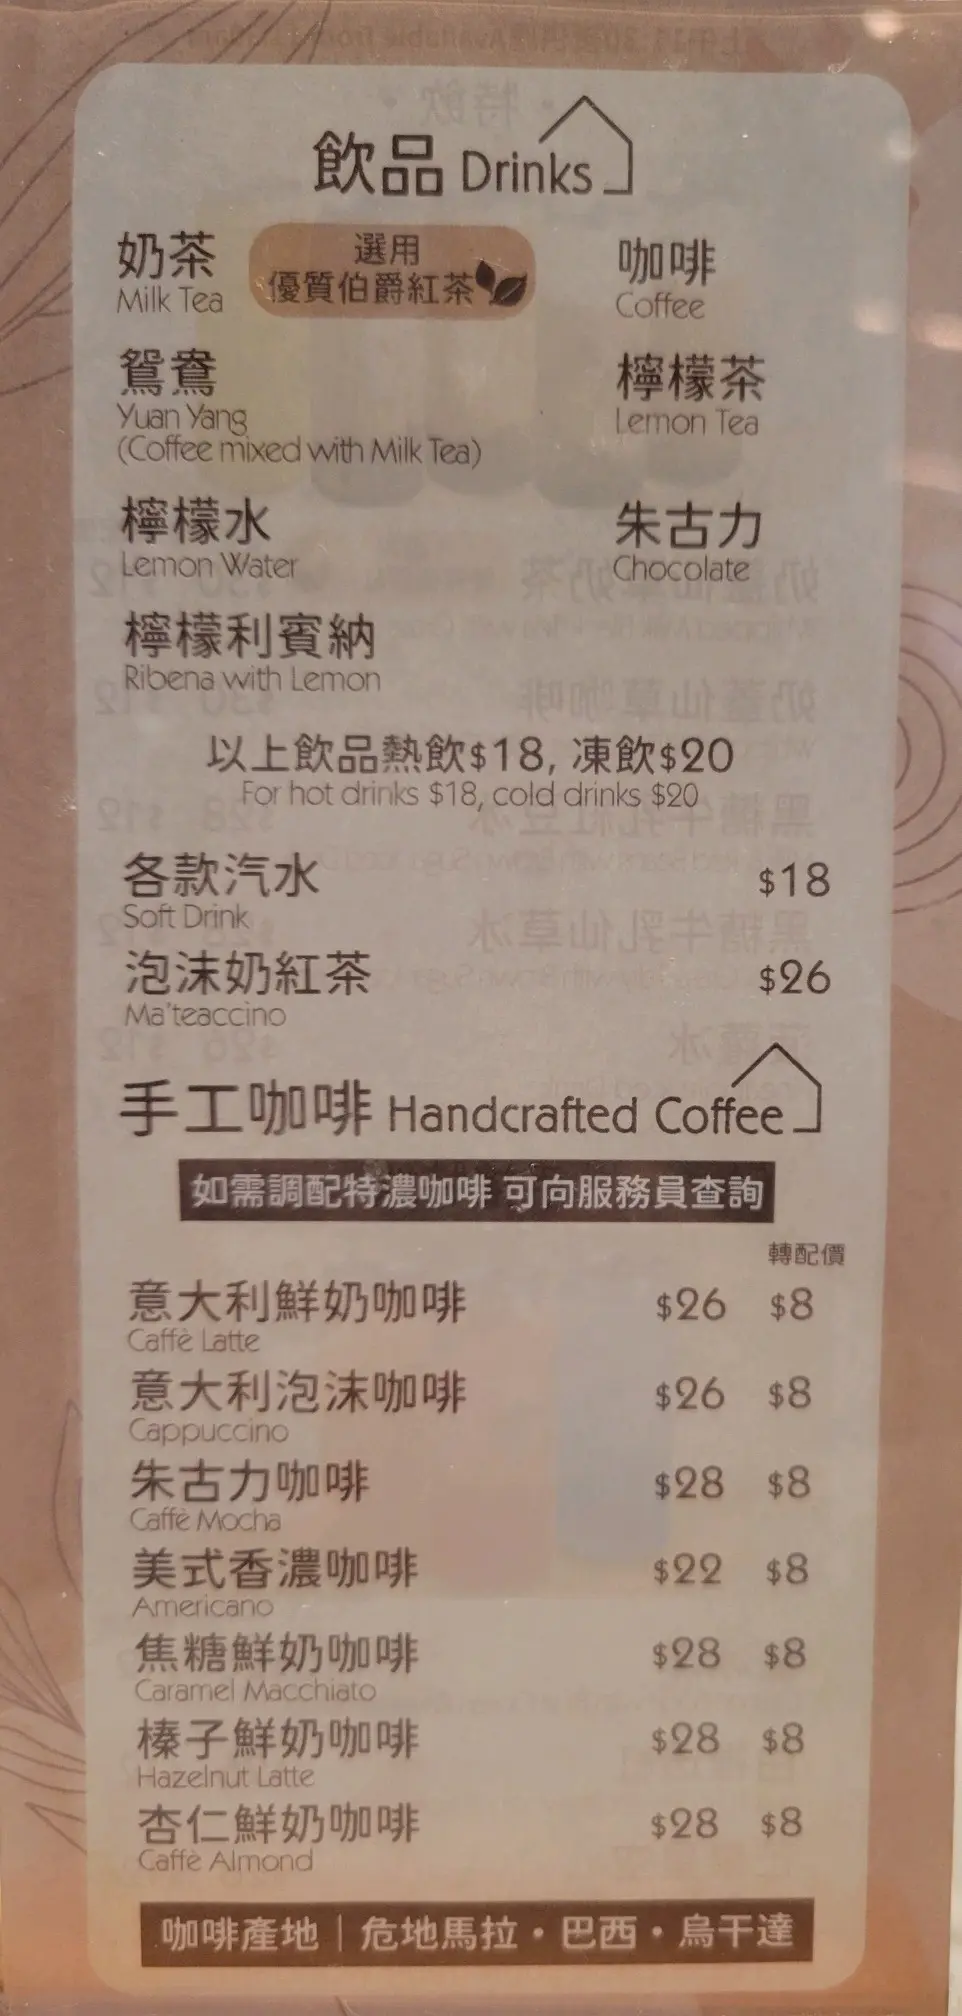 飲品 Drinks
奶茶
Milk Tea
選用
優質伯爵紅茶
咖啡
Coffee
鴛鴦
Yuan Yang
(Coffee mixed with Milk Tea)
檸檬茶
Lemon Tea
檸檬水
Lemon Water
朱古力
Chocolate
檸檬利賓納
Ribena with Lemon
以上飲品熱飲$18, 凍飲$20
For hot drinks $18, cold drinks $20
各款汽水 $18
Soft Drink
泡沫奶紅茶 $26
Ma'teaccino
手工咖啡 Handcrafted Coffee
如需調配特濃咖啡 可向服務員查詢
轉配價
意大利鮮奶咖啡 $26 $8
Caffè Latte
意大利泡沫咖啡 $26 $8
Cappuccino
朱古力咖啡 $28 $8
Caffè Mocha
美式香濃咖啡 $22 $8
Americano
焦糖鮮奶咖啡 $28 $8
Caramel Macchiato
榛子鮮奶咖啡 $28 $8
Hazelnut Latte
杏仁鮮奶咖啡 $28 $8
Caffè Almond
咖啡產地｜危地馬拉・巴西・烏干達